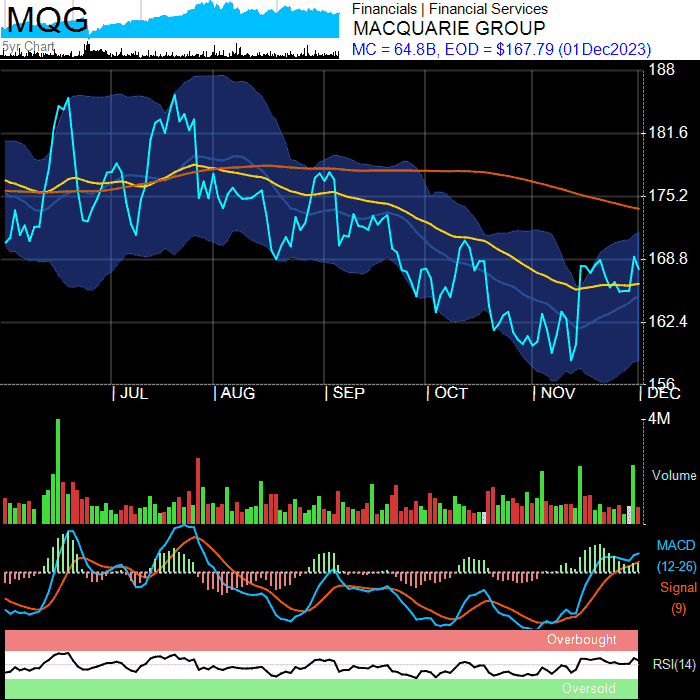 MQG
5yr Chart
Financials | Financial Services
MACQUARIE GROUP
MC = 64.8B, EOD = $167.79 (01Dec2023)
188
181.6
175.2
168.8
162.4
156
| JUL | AUG | SEP | OCT | NOV | DEC
4M
Volume
MACD
(12-26)
Signal
(9)
Overbought
RSI(14)
Oversold